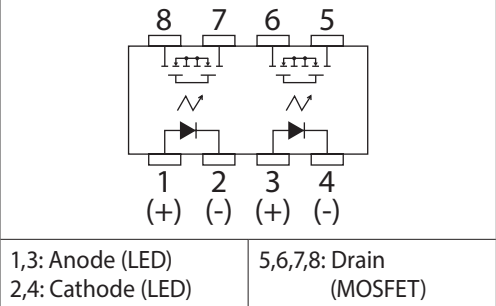 8 7 6 5
1 2 3 4
(+) (-) (+) (-)
1,3: Anode (LED)
2,4: Cathode (LED)
5,6,7,8: Drain
(MOSFET)